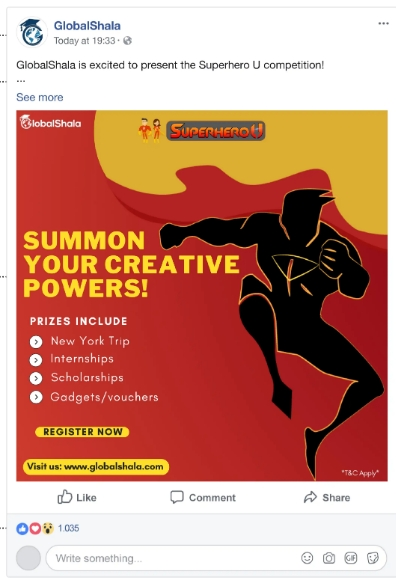 GlobalShala
Today at 19:33 ·
GlobalShala is excited to present the Superhero U competition!
...
See more
GlobalShala
SUPERHERO U
SUMMON
YOUR CREATIVE
POWERS!
PRIZES INCLUDE
New York Trip
Internships
Scholarships
Gadgets/vouchers
REGISTER NOW
Visit us: www.globalshala.com
*T&C Apply*
Like
Comment
Share
1.035
Write something...
GIF